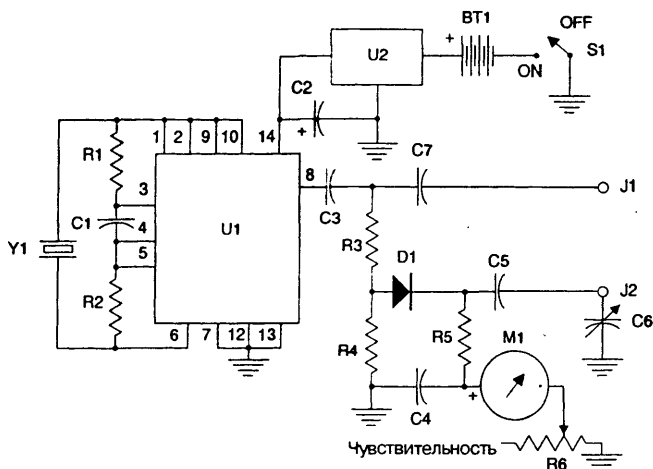 OFF
BT1
+
U2
ON
S1
C2
+
1
2
9
10
14
R1
8
C7
J1
3
C3
C1
4
U1
R3
Y1
5
D1
C5
J2
R2
C6
R4
R5
M1
6
7
12
13
+
C4
Чувствительность
R6